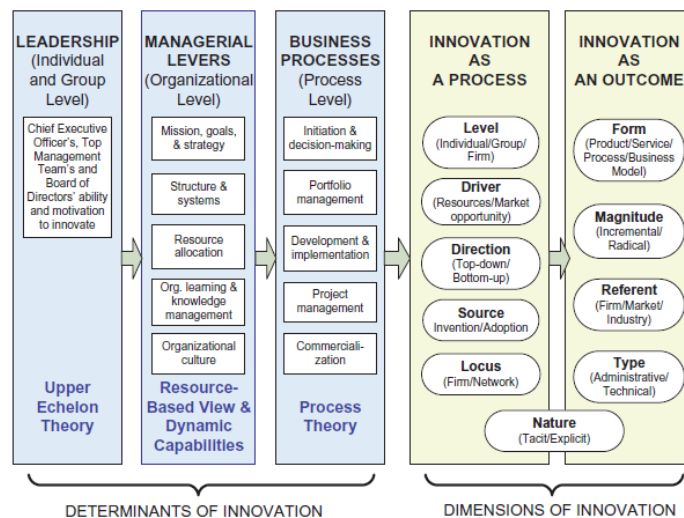 LEADERSHIP
(Individual and
Group Level)
Chief Executive
Officer's, Top
Management
Team's and
Board of
Directors' ability
and motivation
to innovate
Upper
Echelon
Theory
MANAGERIAL
LEVERS
(Organizational
Level)
Mission, goals,
& strategy
Structure &
systems
Resource
allocation
Org. learning &
knowledge
management
Organizational
culture
Resource-
Based View &
Dynamic
Capabilities
BUSINESS
PROCESSES
(Process
Level)
Initiation &
decision-making
Portfolio
management
Development &
implementation
Project
management
Commerciali-
zation
Process
Theory
INNOVATION
AS
A PROCESS
Level
(Individual/Group/
Firm)
Driver
(Resources/Market
opportunity)
Direction
(Top-down/
Bottom-up)
Source
Invention/Adoption
Locus
(Firm/Network)
INNOVATION
AS
AN OUTCOME
Form
(Product/Service/
Process/Business
Model)
Magnitude
(Incremental/
Radical)
Referent
(Firm/Market/
Industry)
Type
(Administrative/
Technical)
Nature
(Tacit/Explicit)
DETERMINANTS OF INNOVATION
DIMENSIONS OF INNOVATION